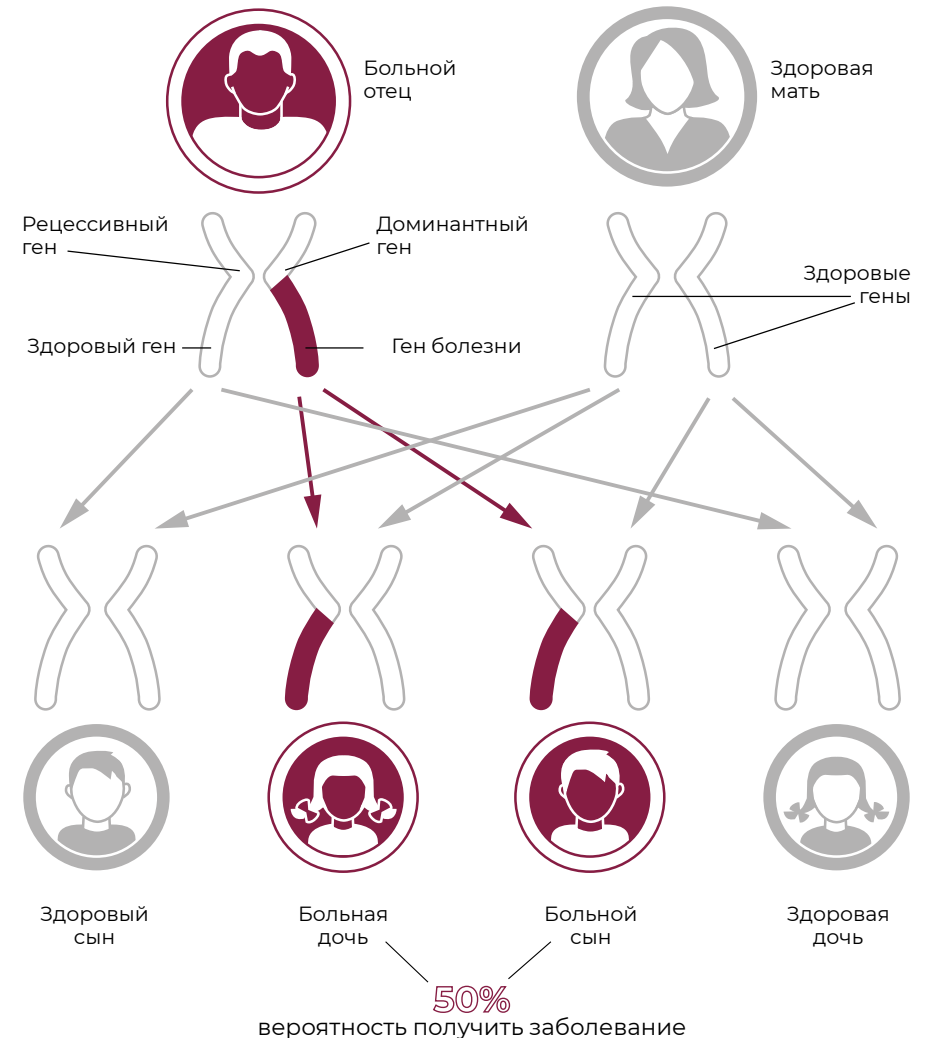 Больной
отец
Здоровая
мать
Рецессивный
ген
Доминантный
ген
Здоровые
гены
Здоровый ген
Ген болезни
Здоровый
сын
Больная
дочь
Больной
сын
Здоровая
дочь
50%
вероятность получить заболевание